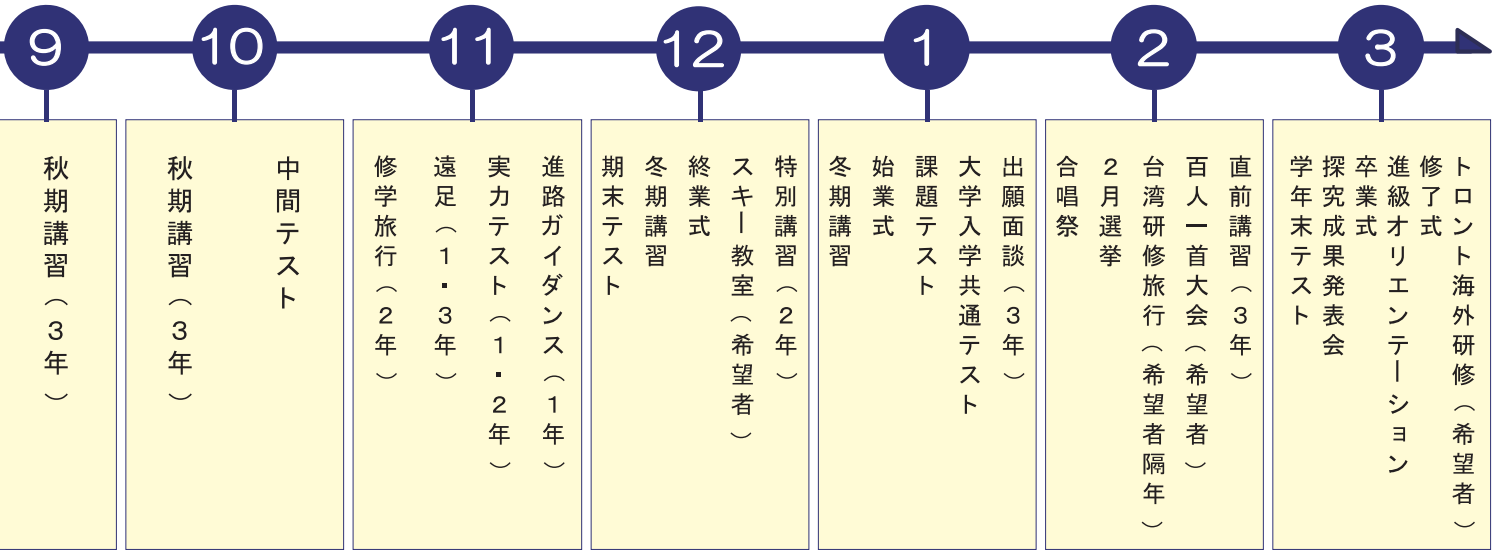 9
秋期講習（3年）
10
中間テスト
秋期講習（3年）
11
進路ガイダンス（1年）
実力テスト（1・2年）
遠足（1・3年）
修学旅行（2年）
12
特別講習（2年）
スキー教室（希望者）
終業式
冬期講習
期末テスト
1
出願面談（3年）
大学入学共通テスト
課題テスト
始業式
冬期講習
2
直前講習（3年）
百人一首大会（希望者）
台湾研修旅行（希望者隔年）
2月選挙
合唱祭
3
トロント海外研修（希望者）
修了式
進級オリエンテーション
卒業式
探究成果発表会
学年末テスト